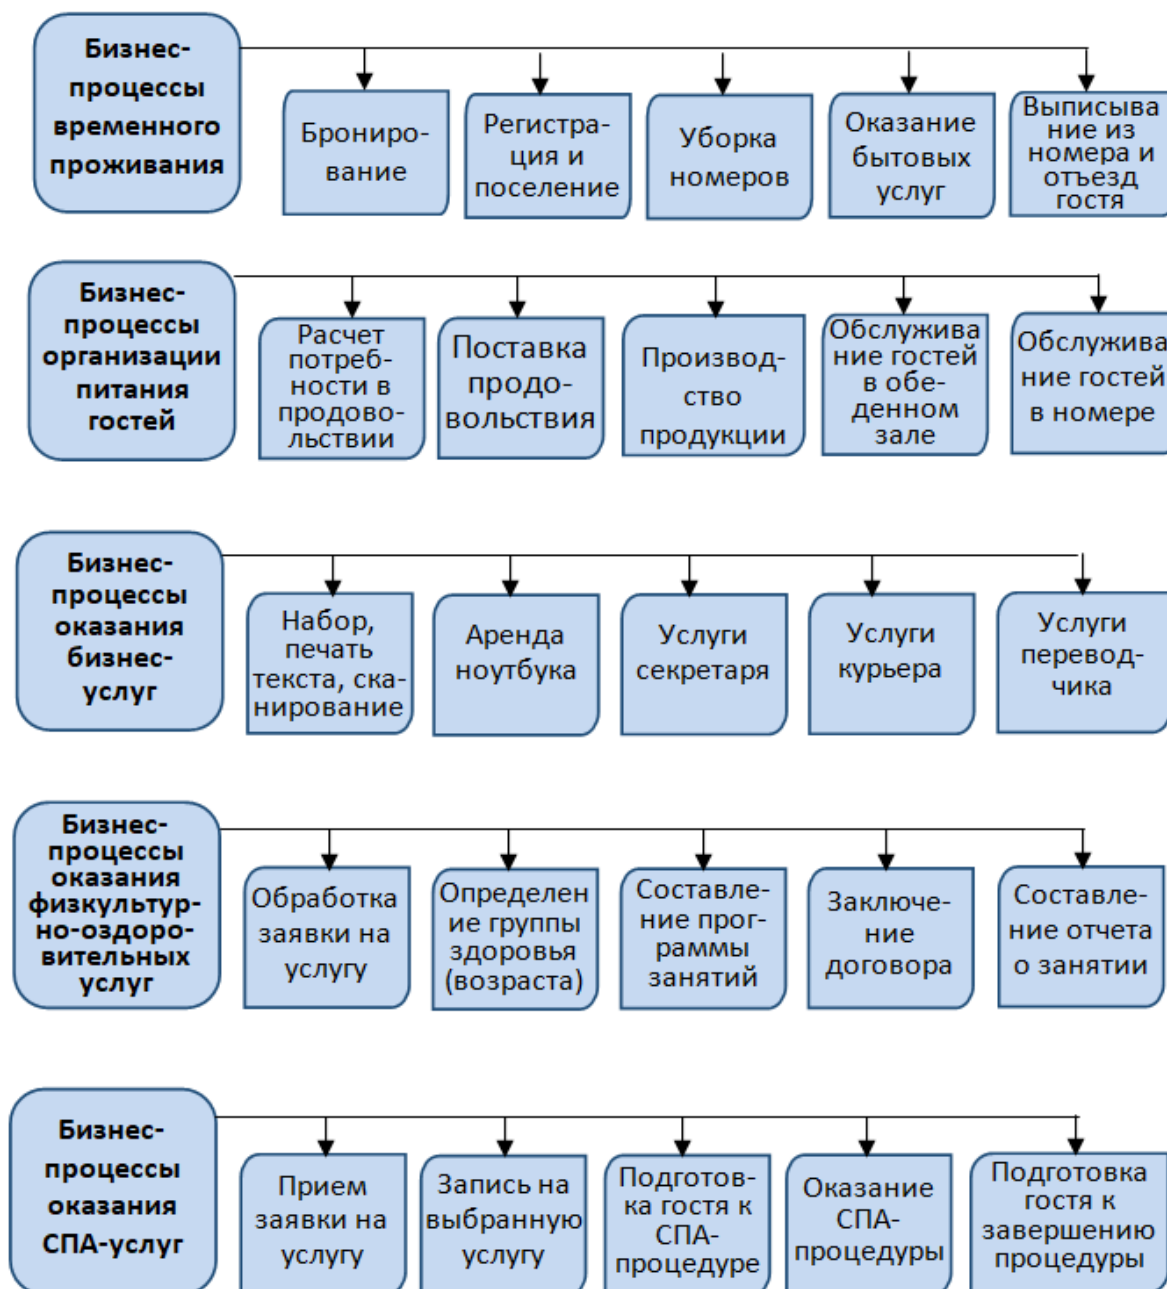 Бизнес-
процессы
временного
проживания
Брониро-
вание
Регистра-
ция и
поселение
Уборка
номеров
Оказание
бытовых
услуг
Выписыва
ние из
номера и
отъезд
гостя
Бизнес-
процессы
организации
питания
гостей
Расчет
потреб-
ности в
продово-
льствии
Поставка
продо-
вольствия
Производ-
ство
продукции
Обслужива
ние гостей
в обе-
денном
зале
Обслужива
ние гостей
в номере
Бизнес-
процессы
оказания
бизнес-
услуг
Набор,
печать
текста, ска-
нирование
Аренда
ноутбука
Услуги
секретаря
Услуги
курьера
Услуги
перевод-
чика
Бизнес-
процессы
оказания
физкультур-
но-оздоро-
вительных
услуг
Обработка
заявки на
услугу
Определен
ие группы
здоровья
(возраста)
Составле-
ние прог-
раммы
занятий
Заключе-
ние
договора
Составле-
ние отчета
о занятии
Бизнес-
процессы
оказания
СПА-услуг
Прием
заявки на
услугу
Запись на
выбранную
услугу
Подготов-
ка гостя к
СПА-
процедуре
Оказание
СПА-
процедуры
Подготовка
гостя к
завершению
процедуры